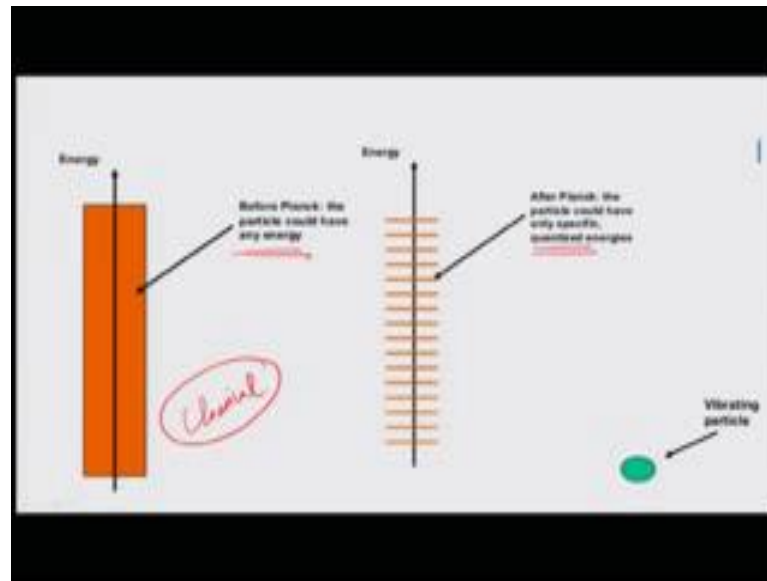 Energy
Before Planck: the
particle could have
any energy
Classical
Energy
After Planck: the
particle could have
only specific,
quantized energies
Vibrating
particle